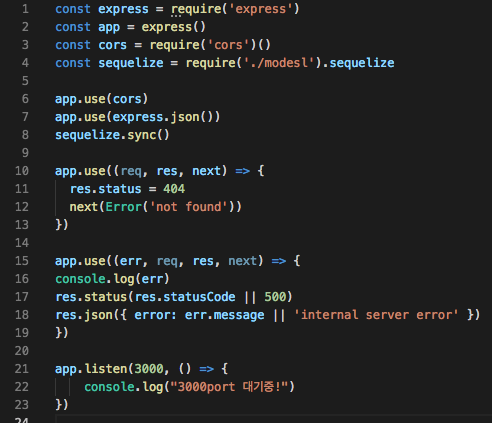 1 const express = require('express')
2 const app = express()
3 const cors = require('cors')()
4 const sequelize = require('./modesl').sequelize
5
6 app.use(cors)
7 app.use(express.json())
8 sequelize.sync()
9
10 app.use((req, res, next) => {
11   res.status = 404
12   next(Error('not found'))
13 })
14
15 app.use((err, req, res, next) => {
16 console.log(err)
17 res.status(res.statusCode || 500)
18 res.json({ error: err.message || 'internal server error' })
19 })
20
21 app.listen(3000, () => {
22     console.log("3000port 대기중!")
23 })
24